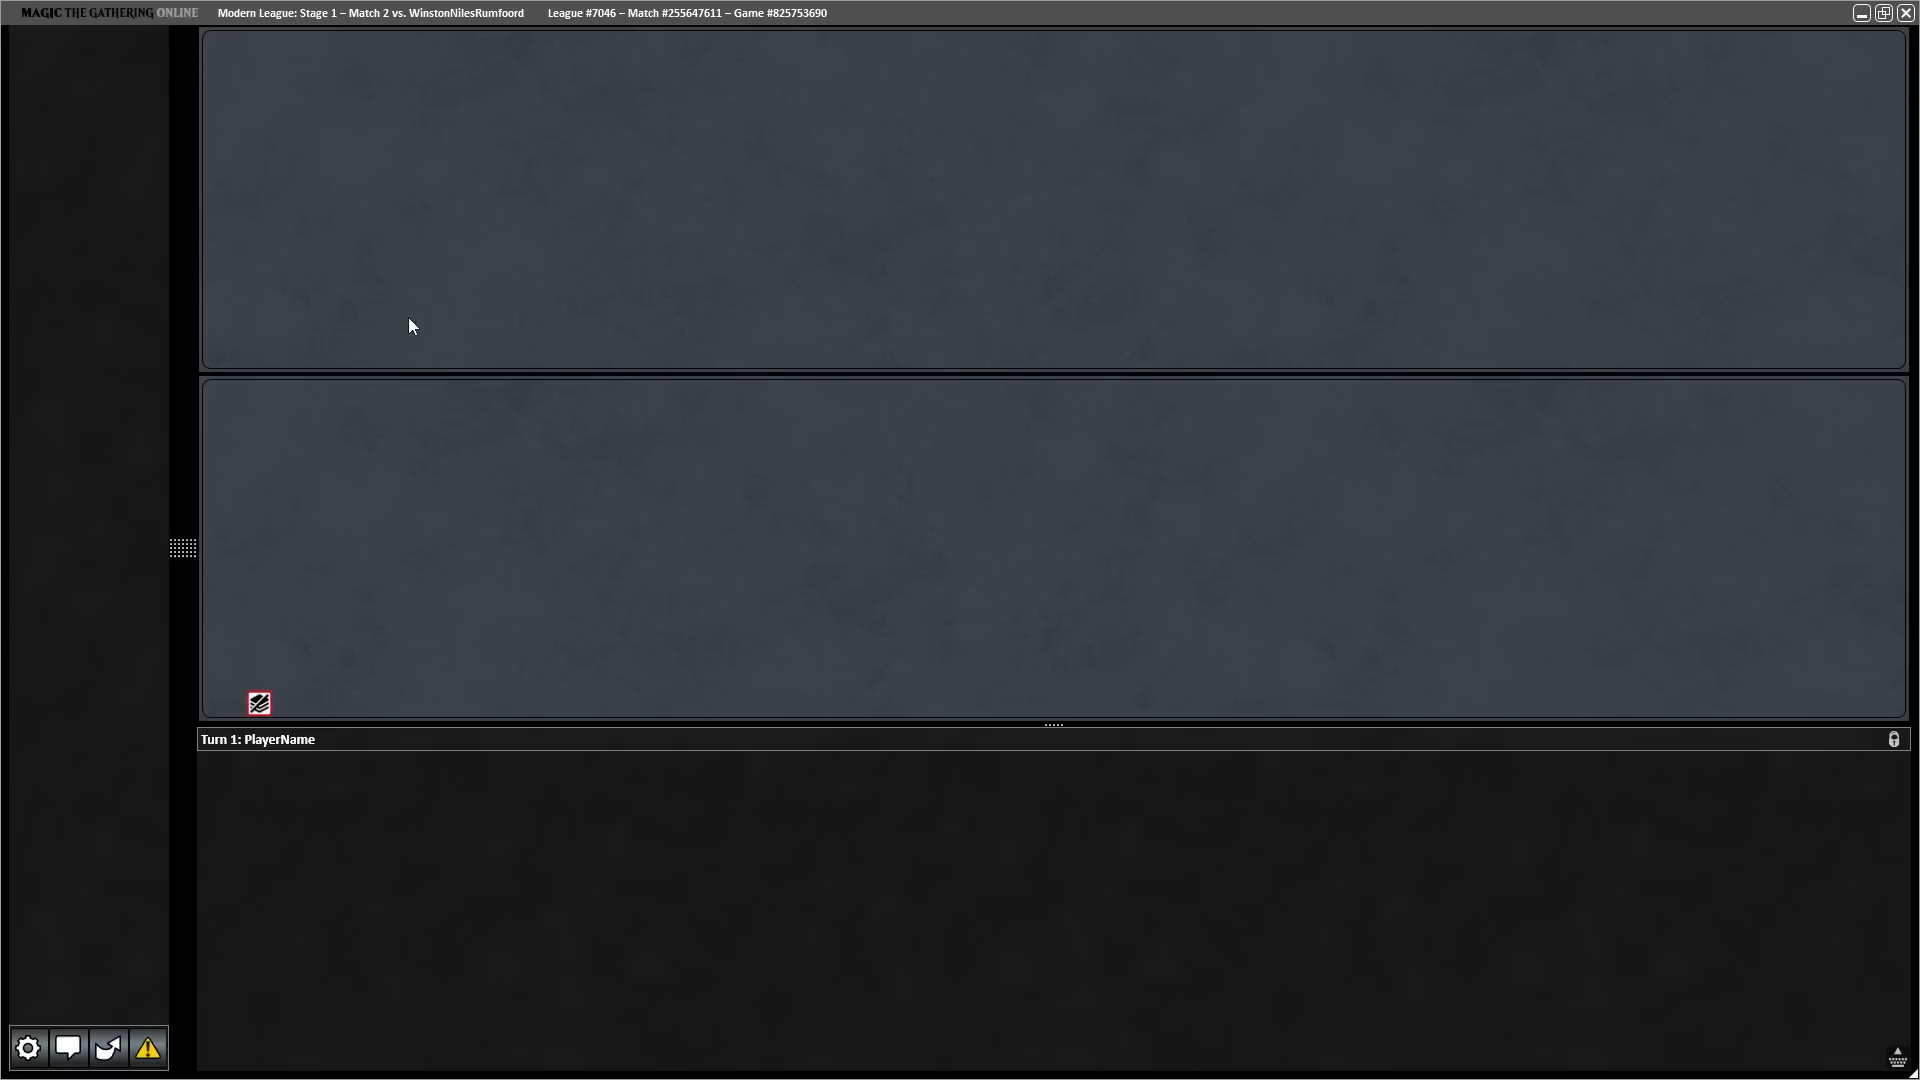 MAGIC THE GATHERING ONLINE Modern League: Stage 1 – Match 2 vs. WinstonNilesRumfoord League #7046 – Match #255647611 – Game #825753690
Turn 1: PlayerName